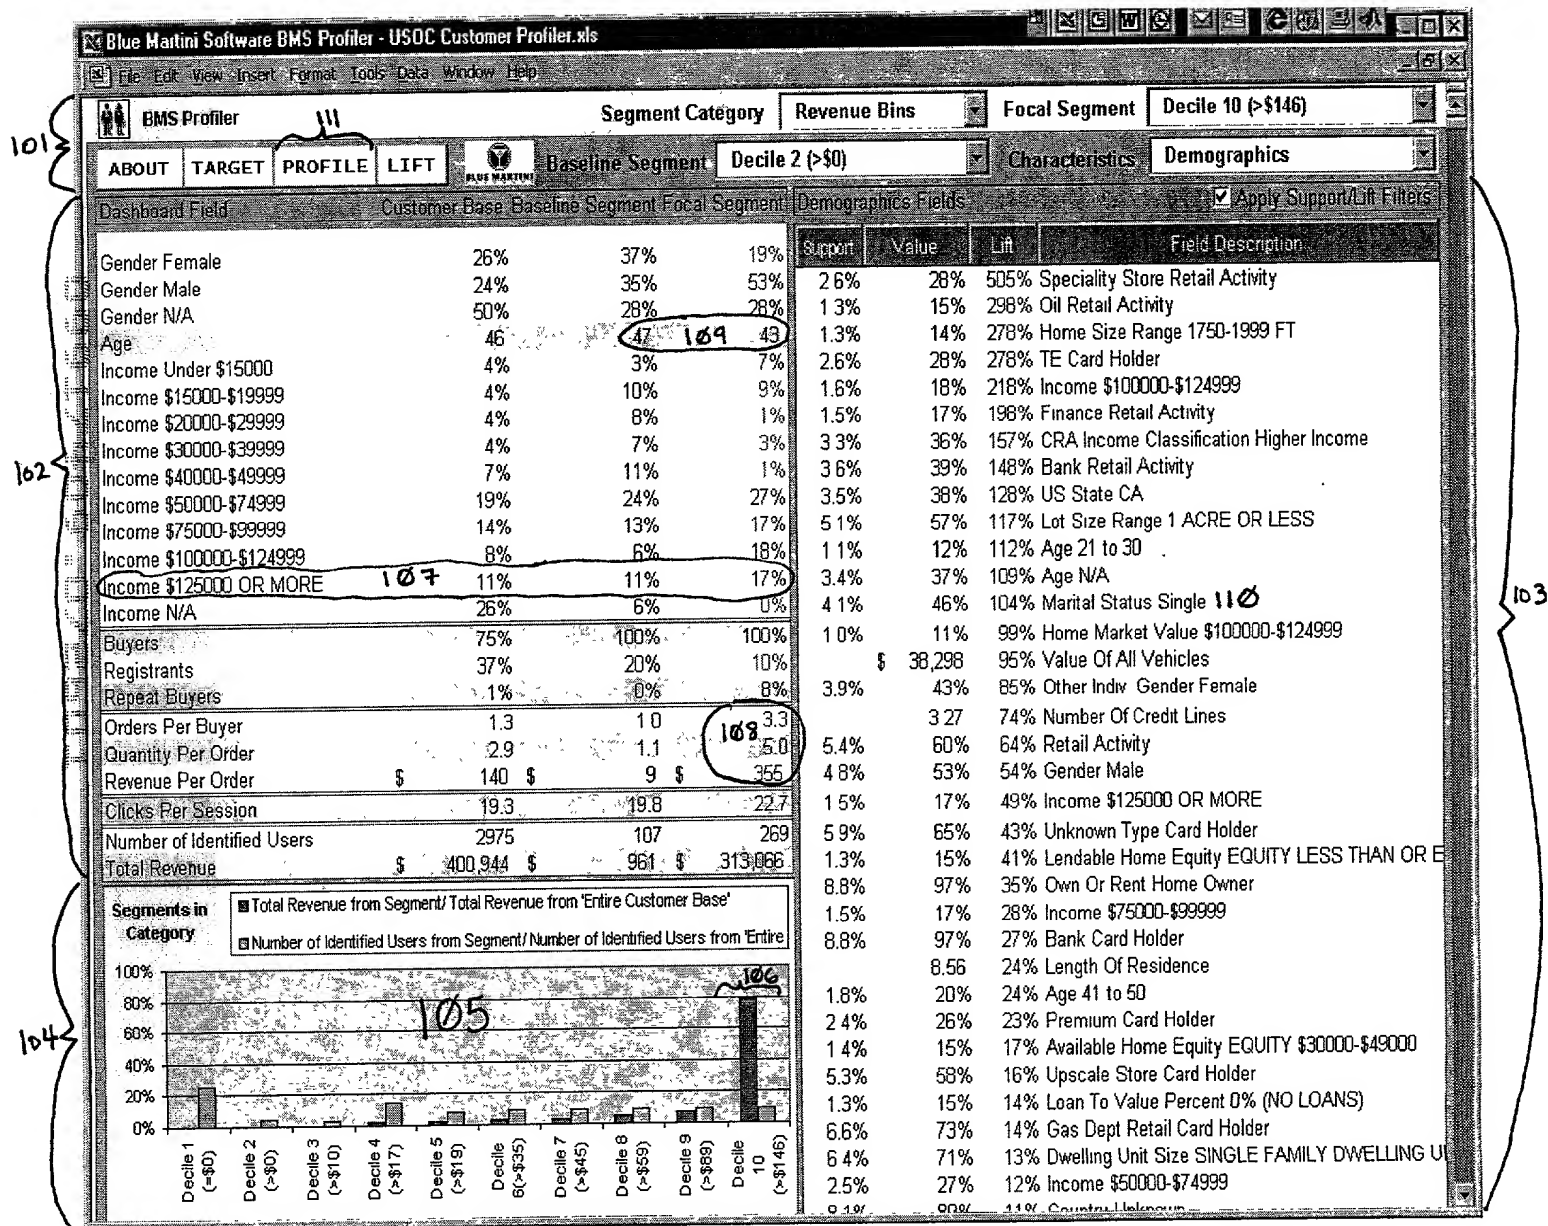 Blue Martini Software BMS Profiler - USOC Customer Profiler.xls
File Edit View Insert Format Tools Data Window Help
101
BMS Profiler
111
Segment Category
Revenue Bins
Focal Segment
Decile 10 (>$146)
ABOUT TARGET PROFILE LIFT
BLUE MARTINI
Baseline Segment
Decile 2 (>$0)
Characteristics
Demographics
102
Dashboard Field Customer Base Baseline Segment Focal Segment
Gender Female 26% 37% 19%
Gender Male 24% 35% 53%
Gender N/A 50% 28% 28%
Age 46 47 109 43
Income Under $15000 4% 3% 7%
Income $15000-$19999 4% 10% 9%
Income $20000-$29999 4% 8% 1%
Income $30000-$39999 4% 7% 3%
Income $40000-$49999 7% 11% 1%
Income $50000-$74999 19% 24% 27%
Income $75000-$99999 14% 13% 17%
Income $100000-$124999 8% 6% 18%
Income $125000 OR MORE 107 11% 11% 17%
Income N/A 26% 6% 0%
Buyers 75% 100% 100%
Registrants 37% 20% 10%
Repeat Buyers 1% 0% 8%
Orders Per Buyer 1.3 1 0 3.3
108
Quantity Per Order 2.9 1.1 5.0
Revenue Per Order $ 140 $ 9 $ 355
Clicks Per Session 19.3 19.8 22.7
Number of Identified Users 2975 107 269
Total Revenue $ 400,944 $ 961 $ 313,066
103
Demographics Fields
Apply Support/Lift Filters
Support Value Lift Field Description
2 6% 28% 505% Speciality Store Retail Activity
1 3% 15% 298% Oil Retail Activity
1.3% 14% 278% Home Size Range 1750-1999 FT
2.6% 28% 278% TE Card Holder
1.6% 18% 218% Income $100000-$124999
1.5% 17% 198% Finance Retail Activity
3 3% 36% 157% CRA Income Classification Higher Income
3 6% 39% 148% Bank Retail Activity
3.5% 38% 128% US State CA
5 1% 57% 117% Lot Size Range 1 ACRE OR LESS
1 1% 12% 112% Age 21 to 30
3.4% 37% 109% Age N/A
4 1% 46% 104% Marital Status Single 110
1 0% 11% 99% Home Market Value $100000-$124999
$ 38,298 95% Value Of All Vehicles
3.9% 43% 85% Other Indiv Gender Female
3 27 74% Number Of Credit Lines
5.4% 60% 64% Retail Activity
4 8% 53% 54% Gender Male
1 5% 17% 49% Income $125000 OR MORE
5 9% 65% 43% Unknown Type Card Holder
1.3% 15% 41% Lendable Home Equity EQUITY LESS THAN OR E
8.8% 97% 35% Own Or Rent Home Owner
1.5% 17% 28% Income $75000-$99999
8.8% 97% 27% Bank Card Holder
8.56 24% Length Of Residence
1.8% 20% 24% Age 41 to 50
2 4% 26% 23% Premium Card Holder
1 4% 15% 17% Available Home Equity EQUITY $30000-$49000
5.3% 58% 16% Upscale Store Card Holder
1.3% 15% 14% Loan To Value Percent 0% (NO LOANS)
6.6% 73% 14% Gas Dept Retail Card Holder
6 4% 71% 13% Dwelling Unit Size SINGLE FAMILY DWELLING U
2.5% 27% 12% Income $50000-$74999
104
Segments in
Category
Total Revenue from Segment/ Total Revenue from 'Entire Customer Base'
Number of Identified Users from Segment/ Number of Identified Users from 'Entire
100%
80%
60%
40%
20%
0%
105
106
Decile 1
(=$0)
Decile 2
(>$0)
Decile 3
(>$10)
Decile 4
(>$17)
Decile 5
(>$19)
Decile
6(>$35)
Decile 7
(>$45)
Decile 8
(>$59)
Decile 9
(>$89)
Decile
10
(>$146)